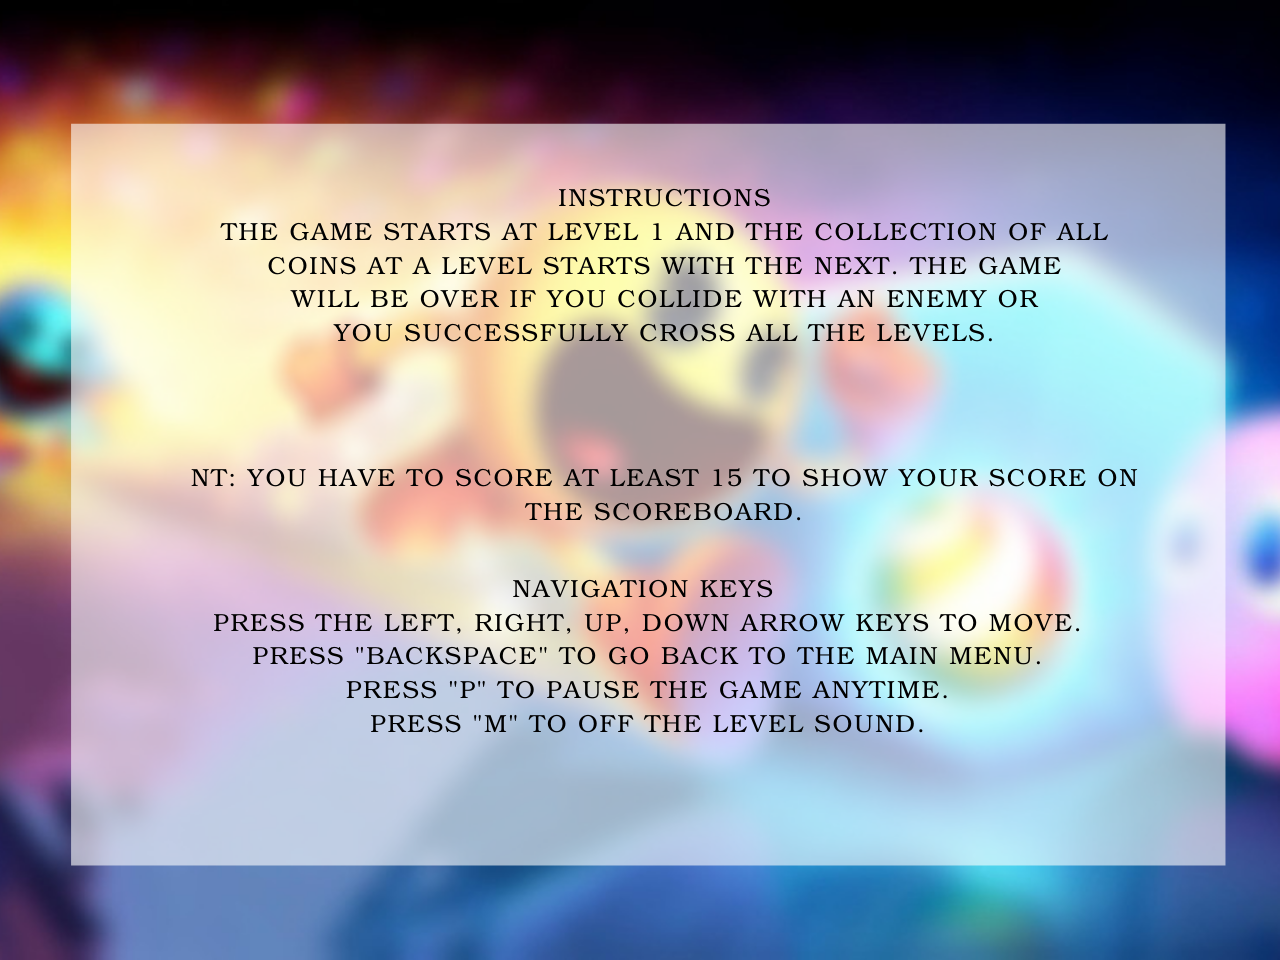 INSTRUCTIONS
THE GAME STARTS AT LEVEL 1 AND THE COLLECTION OF ALL
COINS AT A LEVEL STARTS WITH THE NEXT. THE GAME
WILL BE OVER IF YOU COLLIDE WITH AN ENEMY OR
YOU SUCCESSFULLY CROSS ALL THE LEVELS.
NT: YOU HAVE TO SCORE AT LEAST 15 TO SHOW YOUR SCORE ON
THE SCOREBOARD.
NAVIGATION KEYS
PRESS THE LEFT, RIGHT, UP, DOWN ARROW KEYS TO MOVE.
PRESS "BACKSPACE" TO GO BACK TO THE MAIN MENU.
PRESS "P" TO PAUSE THE GAME ANYTIME.
PRESS "M" TO OFF THE LEVEL SOUND.